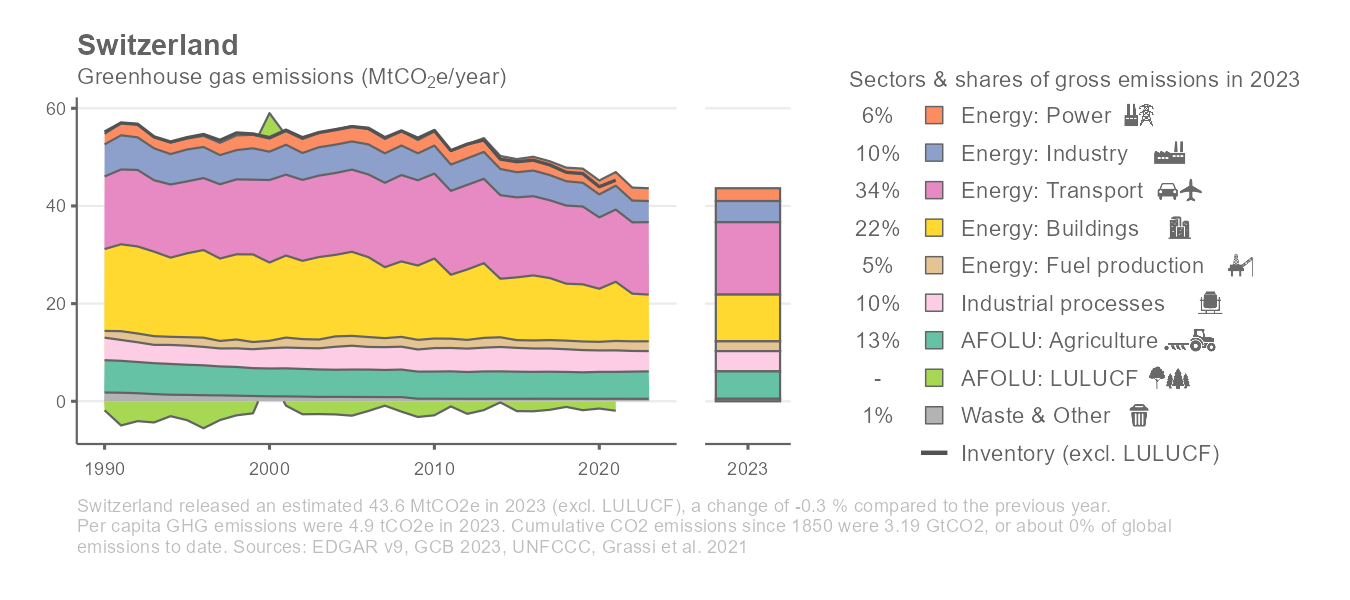 Switzerland
Greenhouse gas emissions (MtCO₂e/year)
60
40
20
0
1990
2000
2010
2020
2023
Sectors & shares of gross emissions in 2023
6% Energy: Power
10% Energy: Industry
34% Energy: Transport
22% Energy: Buildings
5% Energy: Fuel production
10% Industrial processes
13% AFOLU: Agriculture
- AFOLU: LULUCF
1% Waste & Other
Inventory (excl. LULUCF)
Switzerland released an estimated 43.6 MtCO2e in 2023 (excl. LULUCF), a change of -0.3 % compared to the previous year.
Per capita GHG emissions were 4.9 tCO2e in 2023. Cumulative CO2 emissions since 1850 were 3.19 GtCO2, or about 0% of global
emissions to date. Sources: EDGAR v9, GCB 2023, UNFCCC, Grassi et al. 2021